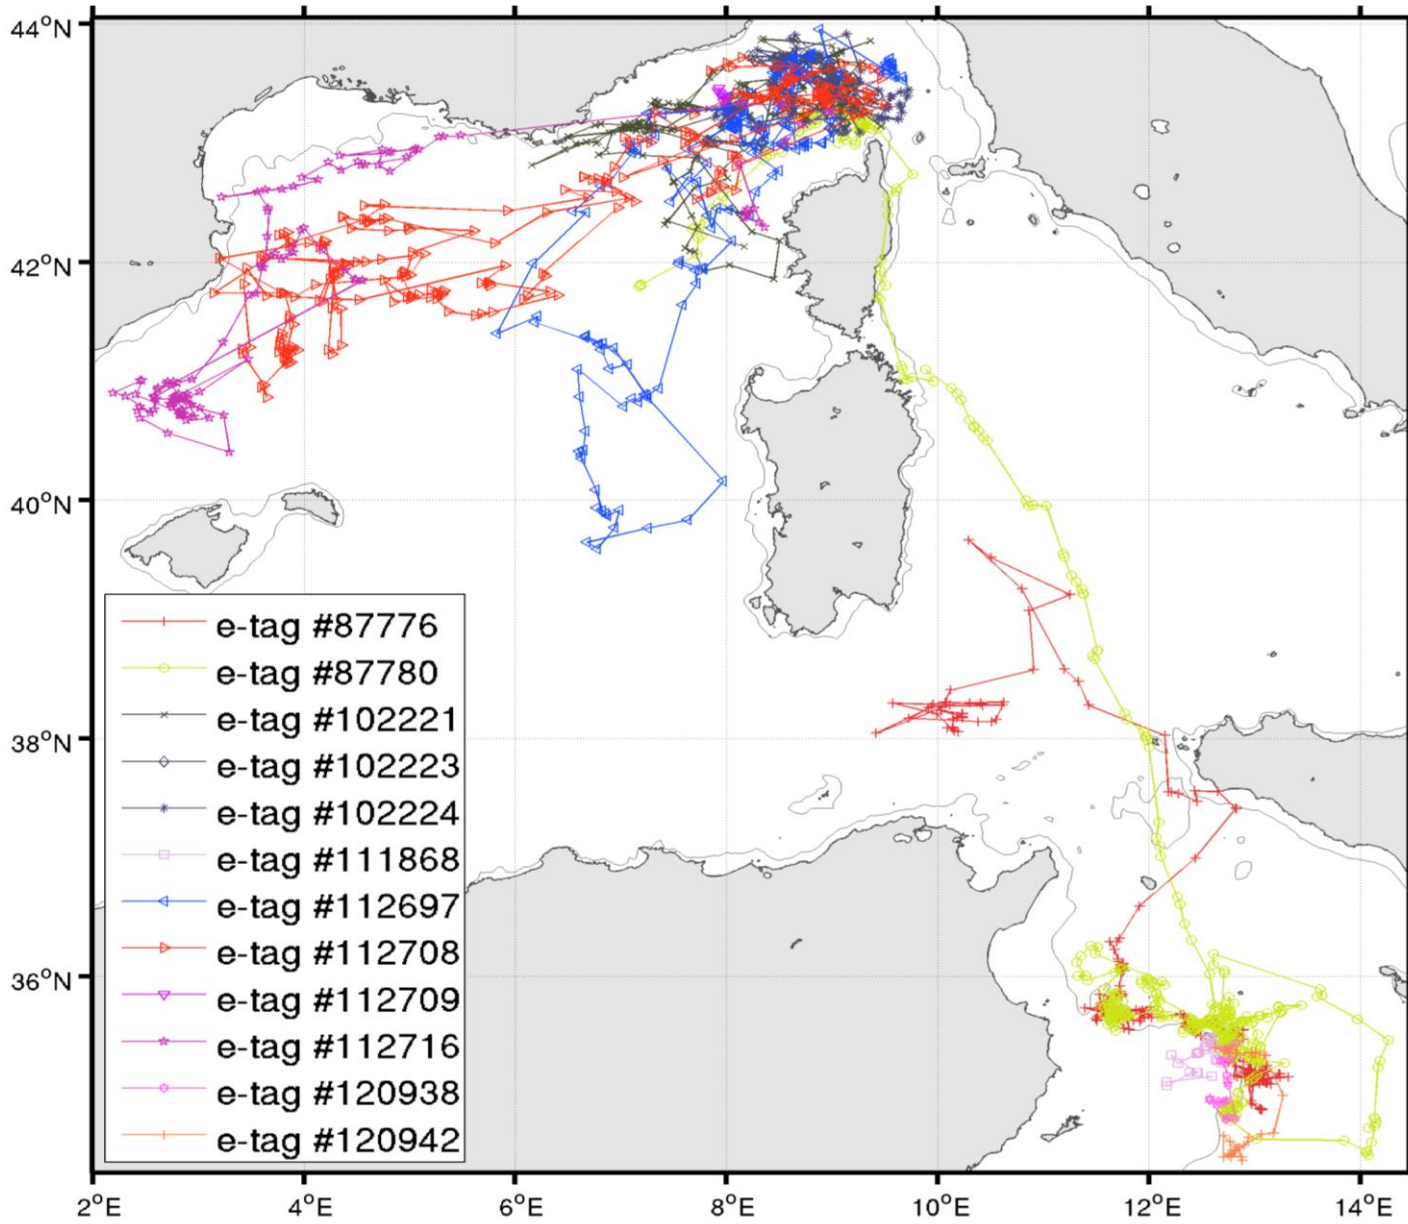 44°N
42°N
40°N
38°N
36°N
e-tag #87776
e-tag #87780
e-tag #102221
e-tag #102223
e-tag #102224
e-tag #111868
e-tag #112697
e-tag #112708
e-tag #112709
e-tag #112716
e-tag #120938
e-tag #120942
2°E 4°E 6°E 8°E 10°E 12°E 14°E